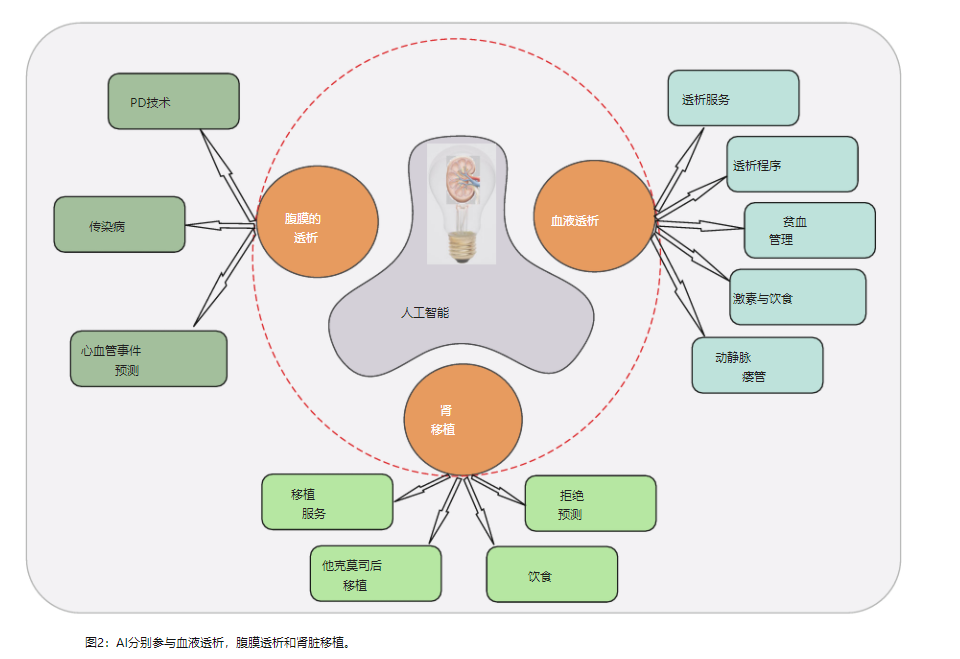 PD技术
传染病
心血管事件
预测
腹膜的
透析
人工智能
血液透析
透析服务
透析程序
贫血
管理
激素与饮食
动静脉
瘘管
肾
移植
移植
服务
他克莫司后
移植
饮食
拒绝
预测
图2：AI分别参与血液透析，腹膜透析和肾脏移植。